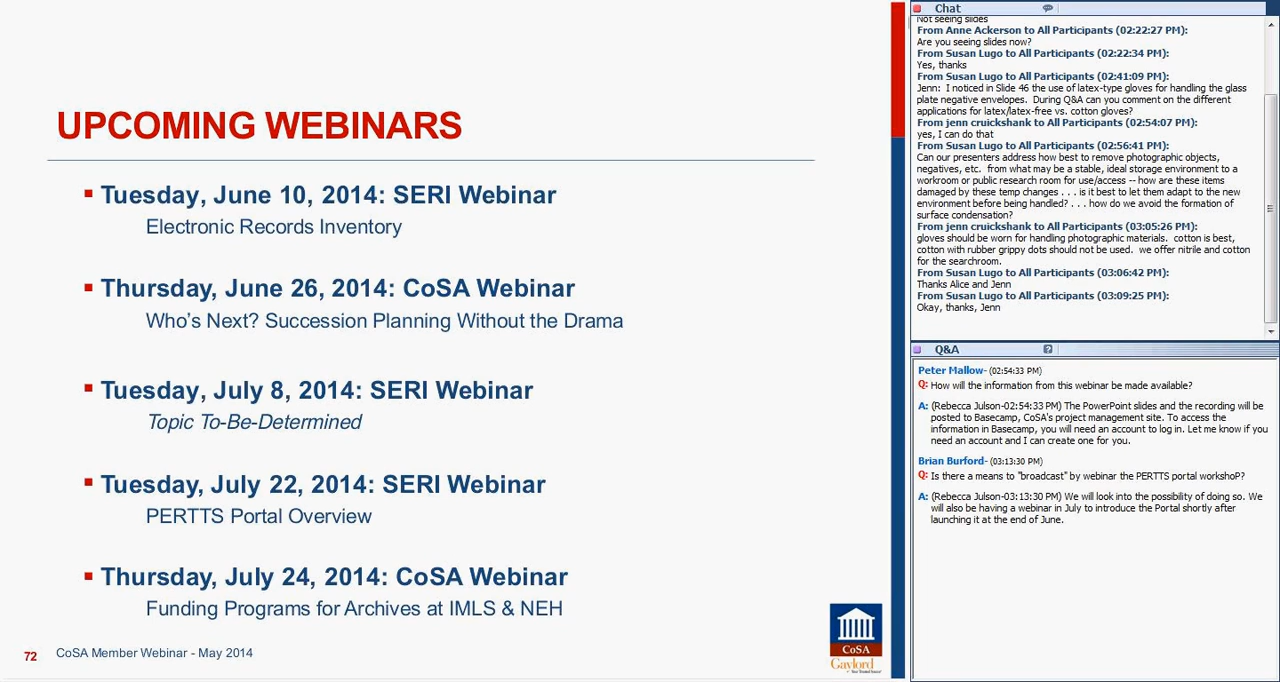 UPCOMING WEBINARS
▪ Tuesday, June 10, 2014: SERI Webinar
Electronic Records Inventory
▪ Thursday, June 26, 2014: CoSA Webinar
Who’s Next? Succession Planning Without the Drama
▪ Tuesday, July 8, 2014: SERI Webinar
Topic To-Be-Determined
▪ Tuesday, July 22, 2014: SERI Webinar
PERTTS Portal Overview
▪ Thursday, July 24, 2014: CoSA Webinar
Funding Programs for Archives at IMLS & NEH
72 CoSA Member Webinar - May 2014
CoSA
Gaylord
Chat
Not seeing slides
From Anne Ackerson to All Participants (02:22:27 PM):
Are you seeing slides now?
From Susan Lugo to All Participants (02:22:34 PM):
Yes, thanks
From Susan Lugo to All Participants (02:41:09 PM):
Jenn: I noticed in Slide 46 the use of latex-type gloves for handling the glass
plate negative envelopes. During Q&A can you comment on the different
applications for latex/latex-free vs. cotton gloves?
From jenn cruickshank to All Participants (02:54:07 PM):
yes, I can do that
From Susan Lugo to All Participants (02:56:41 PM):
Can our presenters address how best to remove photographic objects,
negatives, etc. from what may be a stable, ideal storage environment to a
workroom or public research room for use/access -- how are these items
damaged by these temp changes . . . is it best to let them adapt to the new
environment before being handled? . . . how do we avoid the formation of
surface condensation?
From jenn cruickshank to All Participants (03:05:26 PM):
gloves should be worn for handling photographic materials. cotton is best,
cotton with rubber grippy dots should not be used. we offer nitrile and cotton
for the searchroom.
From Susan Lugo to All Participants (03:06:42 PM):
Thanks Alice and Jenn
From Susan Lugo to All Participants (03:09:25 PM):
Okay, thanks, Jenn
Q&A
Peter Mallow- (02:54:33 PM)
Q: How will the information from this webinar be made available?
A: (Rebecca Julson-02:54:33 PM) The PowerPoint slides and the recording will be
posted to Basecamp, CoSA's project management site. To access the
information in Basecamp, you will need an account to log in. Let me know if you
need an account and I can create one for you.
Brian Burford- (03:13:30 PM)
Q: Is there a means to "broadcast" by webinar the PERTTS portal workshoP?
A: (Rebecca Julson-03:13:30 PM) We will look into the possibility of doing so. We
will also be having a webinar in July to introduce the Portal shortly after
launching it at the end of June.